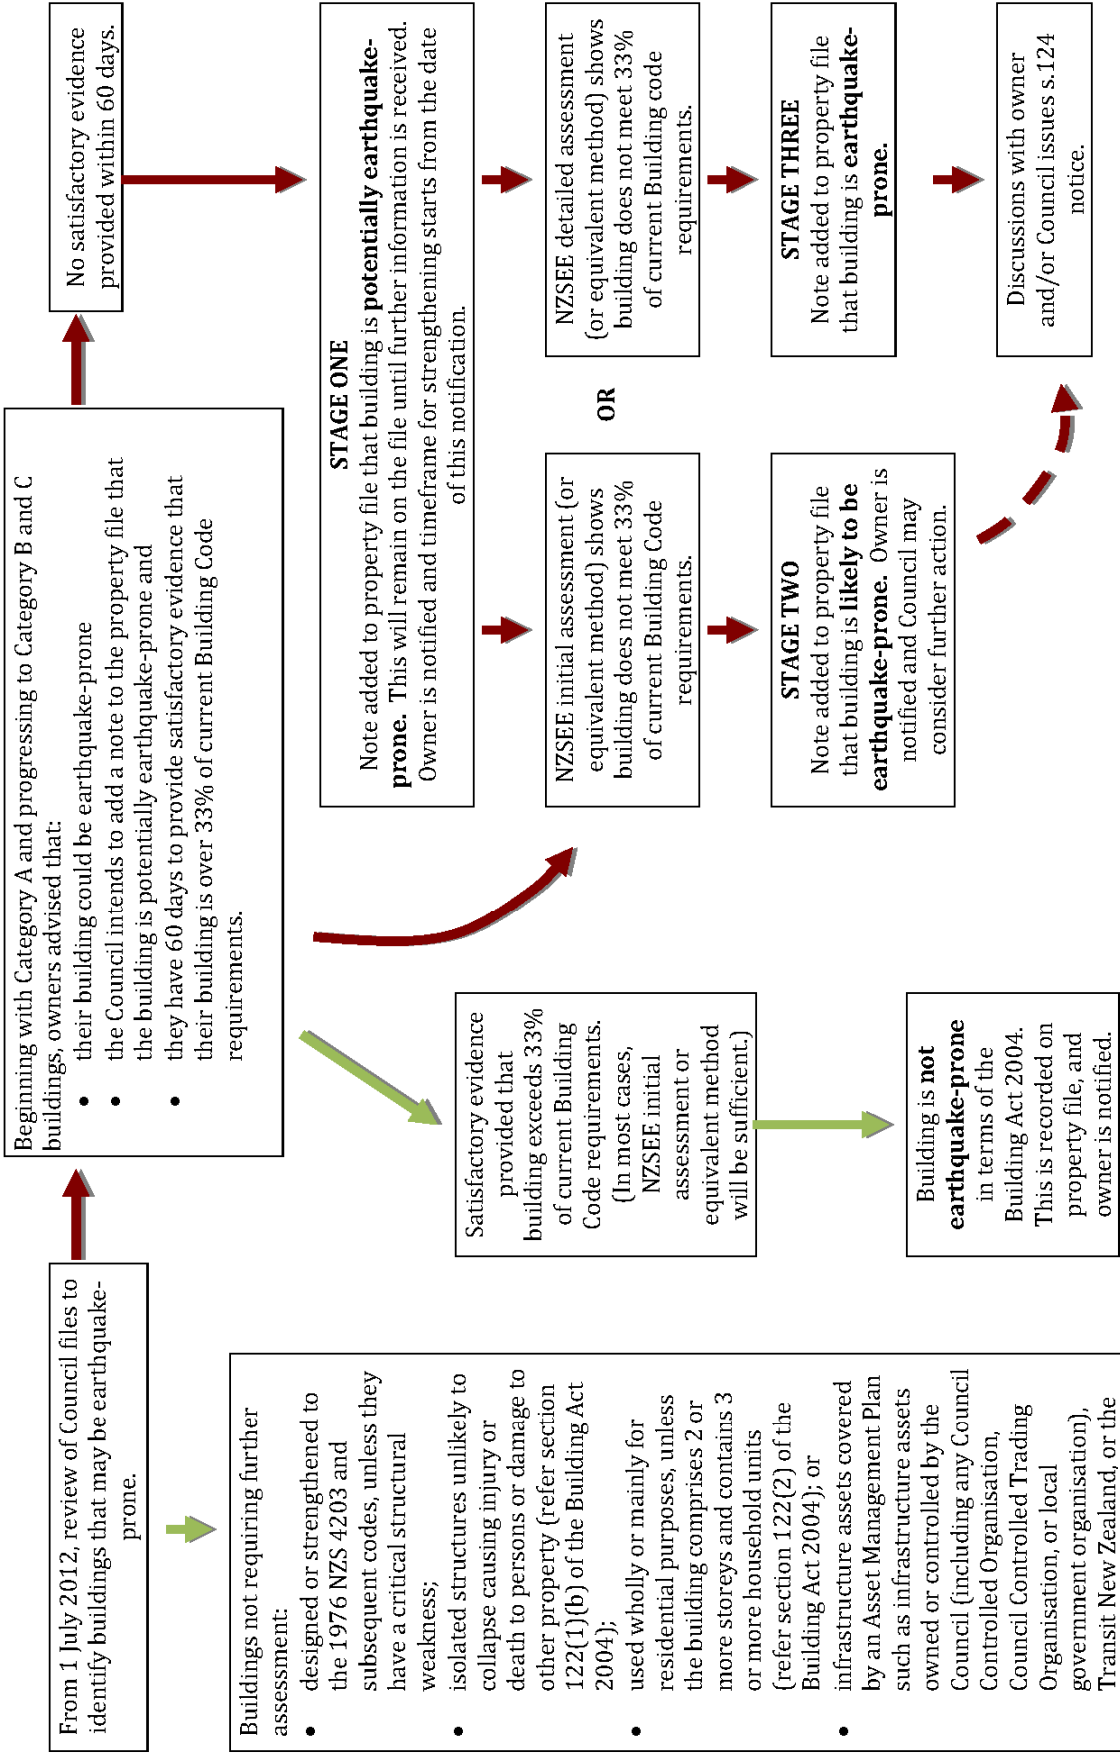 From 1 July 2012, review of Council files to
identify buildings that may be earthquake-
prone.
Buildings not requiring further
assessment:
• designed or strengthened to
the 1976 NZS 4203 and
subsequent codes, unless they
have a critical structural
weakness;
• isolated structures unlikely to
collapse causing injury or
death to persons or damage to
other property (refer section
122(1)(b) of the Building Act
2004);
• used wholly or mainly for
residential purposes, unless
the building comprises 2 or
more storeys and contains 3
or more household units
(refer section 122(2) of the
Building Act 2004); or
• infrastructure assets covered
by an Asset Management Plan
such as infrastructure assets
owned or controlled by the
Council (including any Council
Controlled Organisation,
Council Controlled Trading
Organisation, or local
government organisation),
Transit New Zealand, or the
Beginning with Category A and progressing to Category B and C
buildings, owners advised that:
• their building could be earthquake-prone
• the Council intends to add a note to the property file that
the building is potentially earthquake-prone and
• they have 60 days to provide satisfactory evidence that
their building is over 33% of current Building Code
requirements.
Satisfactory evidence
provided that
building exceeds 33%
of current Building
Code requirements.
(In most cases,
NZSEE initial
assessment or
equivalent method
will be sufficient.)
Building is not
earthquake-prone
in terms of the
Building Act 2004.
This is recorded on
property file, and
owner is notified.
No satisfactory evidence
provided within 60 days.
STAGE ONE
Note added to property file that building is potentially earthquake-
prone. This will remain on the file until further information is received.
Owner is notified and timeframe for strengthening starts from the date
of this notification.
NZSEE initial assessment (or
equivalent method) shows
building does not meet 33%
of current Building Code
requirements.
OR
NZSEE detailed assessment
(or equivalent method) shows
building does not meet 33%
of current Building code
requirements.
STAGE TWO
Note added to property file
that building is likely to be
earthquake-prone. Owner is
notified and Council may
consider further action.
STAGE THREE
Note added to property file
that building is earthquake-
prone.
Discussions with owner
and/or Council issues s.124
notice.